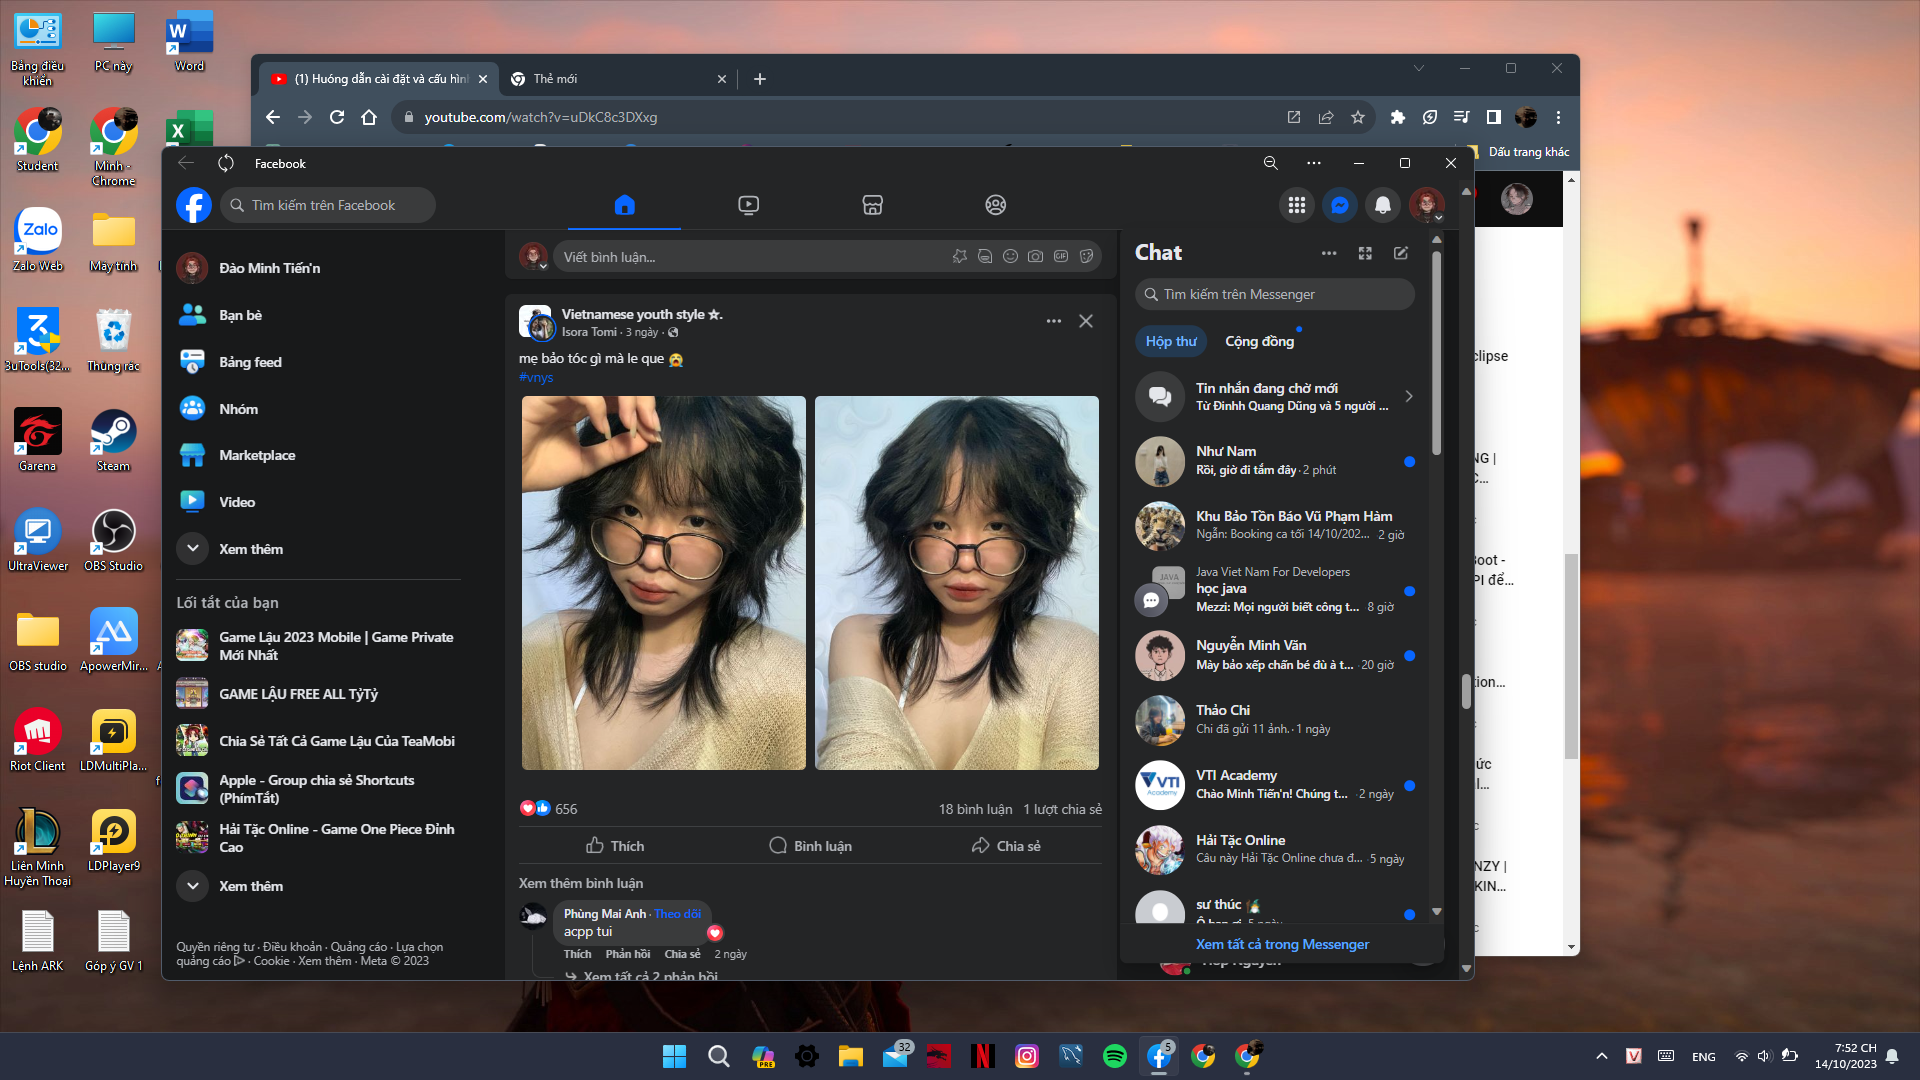 Bảng điều khiển
PC này
Word
Student
Minh - Chrome
Zalo Web
May tinh
3uTools(32...
Thùng rác
Garena
Steam
UltraViewer
OBS Studio
OBS studio
ApowerMir...
Riot Client
LDMultiPla...
Liên Minh Huyền Thoại
LDPlayer9
Lệnh ARK
Góp ý GV 1
(1) Hướng dẫn cài đặt và cấu hình
Thẻ mới
youtube.com/watch?v=uDkC8c3DXxg
Dấu trang khác
Facebook
Tìm kiếm trên Facebook
Đào Minh Tiến'n
Bạn bè
Bảng feed
Nhóm
Marketplace
Video
Xem thêm
Lối tắt của bạn
Game Lậu 2023 Mobile | Game Private
Mới Nhất
GAME LẬU FREE ALL TỷTỷ
Chia Sẻ Tất Cả Game Lậu Của TeaMobi
Apple - Group chia sẻ Shortcuts
(PhímTắt)
Hải Tặc Online - Game One Piece Đỉnh
Cao
Xem thêm
Quyền riêng tư · Điều khoản · Quảng cáo · Lựa chọn
quảng cáo · Cookie · Xem thêm · Meta © 2023
Viết bình luận...
GIF
Vietnamese youth style ☆.
Isora Tomi · 3 ngày ·
mẹ bảo tóc gì mà le que 😭
#vnys
656
18 bình luận 1 lượt chia sẻ
Thích
Bình luận
Chia sẻ
Xem thêm bình luận
Phùng Mai Anh · Theo dõi
acpp tui
Thích Phản hồi Chia sẻ 2 ngày
Xem tất cả 2 phản hồi
Chat
Tìm kiếm trên Messenger
Hộp thư
Cộng đồng
Tin nhắn đang chờ mới
Từ Đinhh Quang Dũng và 5 người ...
Như Nam
Rồi, giờ đi tắm đây · 2 phút
Khu Bảo Tồn Báo Vũ Phạm Hàm
Ngẫn: Booking ca tối 14/10/202... 2 giờ
Java Viet Nam For Developers
học java
Mezzi: Mọi người biết công t... 8 giờ
Nguyễn Minh Văn
Mày bảo xếp chấn bé đù à t... · 20 giờ
Thảo Chi
Chi đã gửi 11 ảnh. · 1 ngày
VTI Academy
Chào Minh Tiến'n! Chúng t... · 2 ngày
Hải Tặc Online
Câu này Hải Tặc Online chưa đ... · 5 ngày
sư thúc
Xem tất cả trong Messenger
clipse
NG |
C...
Boot -
PI để...
tion...
ức
l...
NZY |
KIN...
32
5
ENG
7:52 CH
14/10/2023